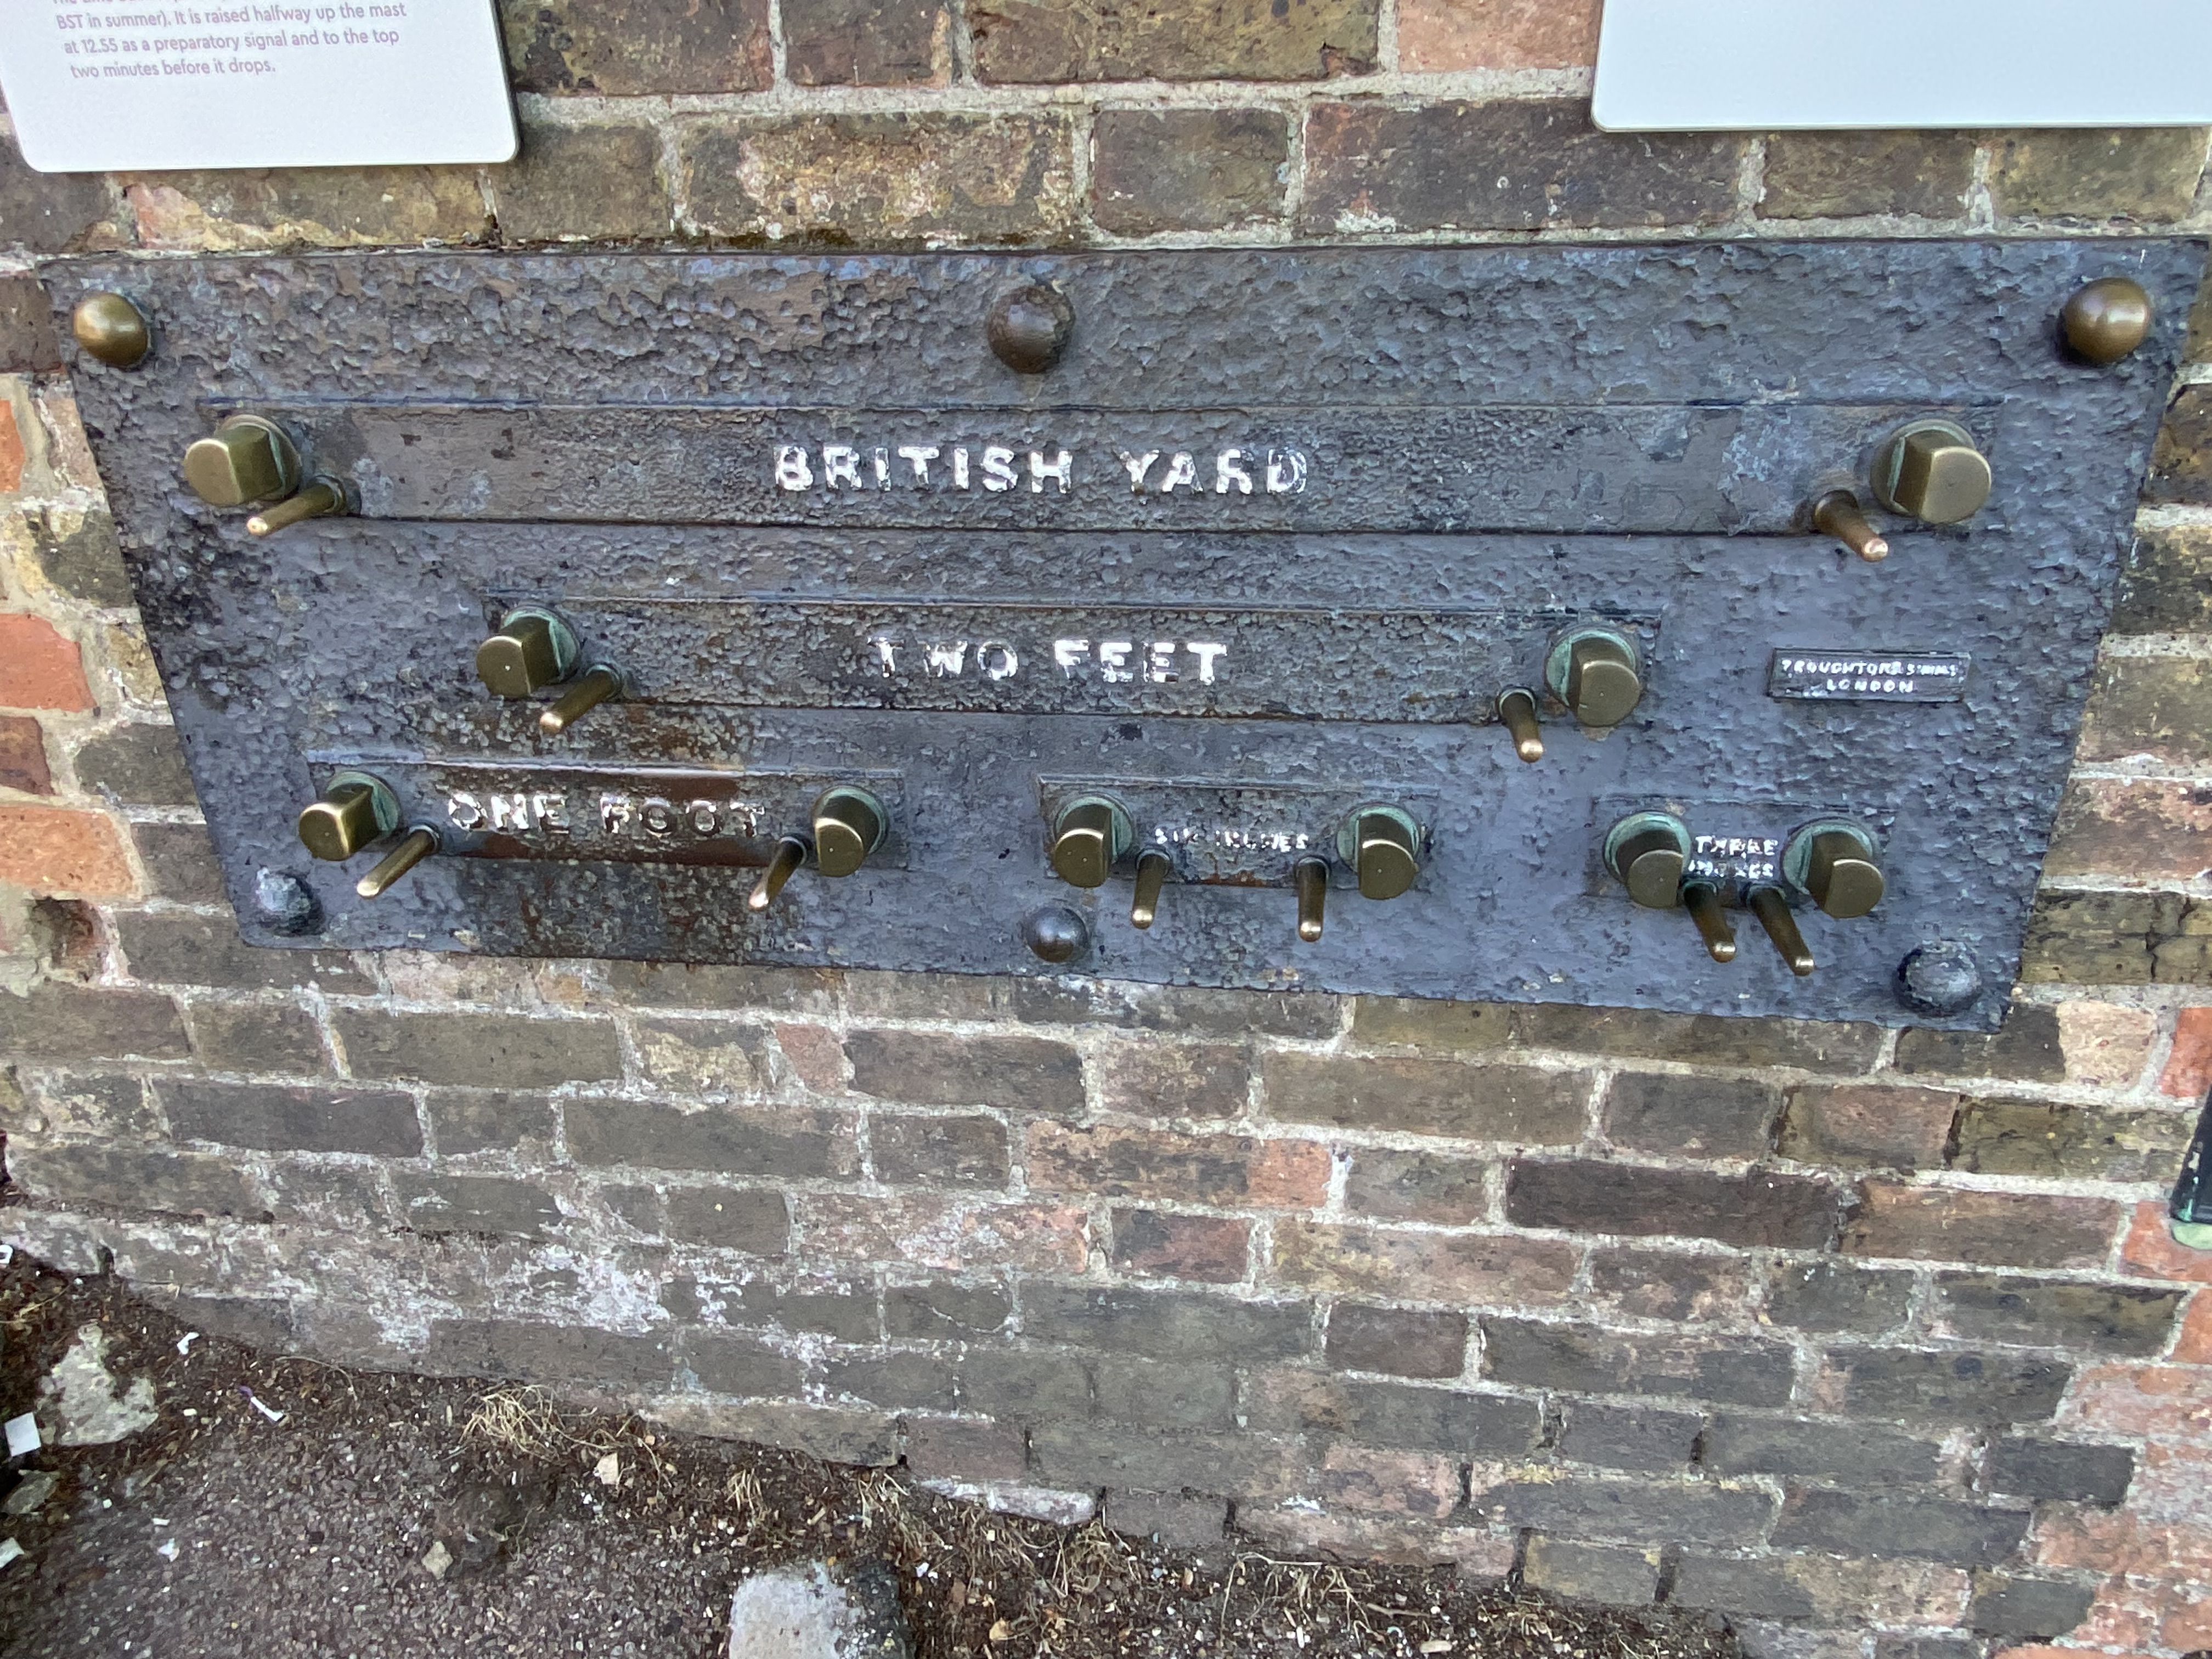 BST in summer). It is raised halfway up the mast
at 12.55 as a preparatory signal and to the top
two minutes before it drops.
BRITISH YARD
TWO FEET
TROUGHTON & SIMMS
LONDON
ONE FOOT
SIX INCHES
THREE
INCHES